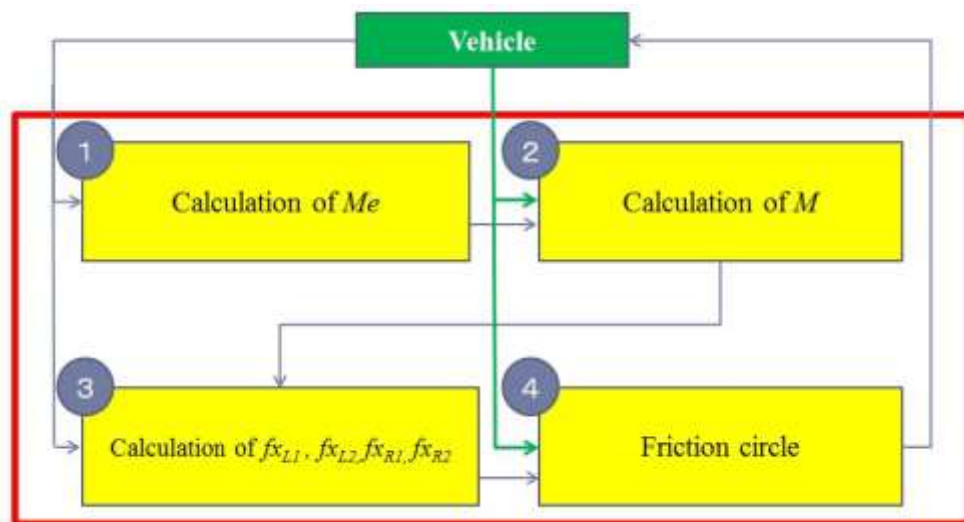 Vehicle
1
Calculation of Me
2
Calculation of M
3
Calculation of fxL1 , fxL2,fxR1,fxR2
4
Friction circle